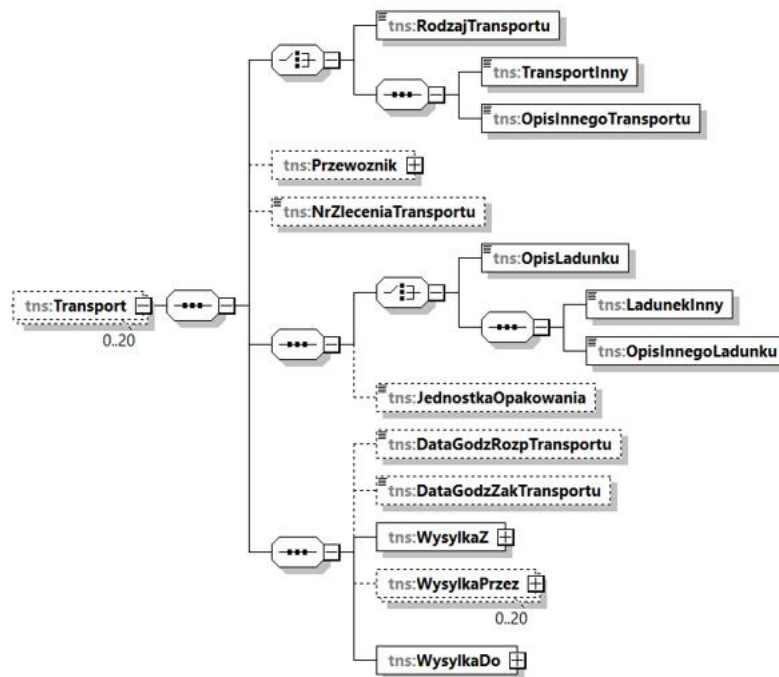 tns:RodzajTransportu
tns:TransportInny
tns:OpisInnegoTransportu
tns:Przewoznik
tns:NrZleceniaTransportu
tns:OpisLadunku
tns:LadunekInny
tns:Transport
0..20
tns:OpisInnegoLadunku
tns:JednostkaOpakowania
tns:DataGodzRozpTransportu
tns:DataGodzZakTransportu
tns:WysylkaZ
tns:WysylkaPrzez
0..20
tns:WysylkaDo